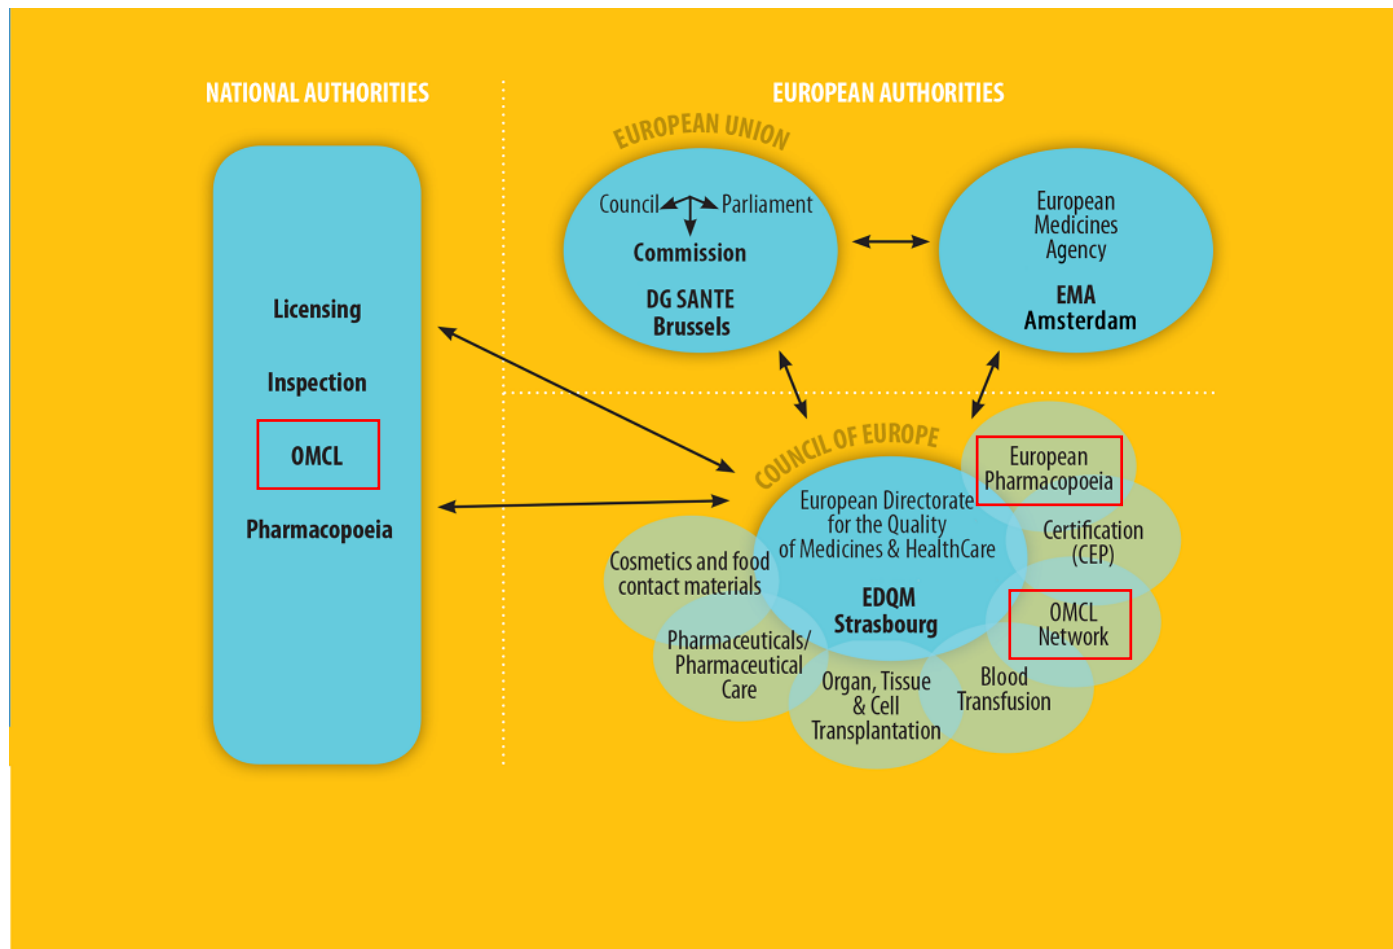 NATIONAL AUTHORITIES
EUROPEAN AUTHORITIES
Licensing
Inspection
OMCL
Pharmacopoeia
EUROPEAN UNION
Council
Parliament
Commission
DG SANTE
Brussels
European
Medicines
Agency
EMA
Amsterdam
COUNCIL OF EUROPE
European Directorate
for the Quality
of Medicines & HealthCare
EDQM
Strasbourg
European
Pharmacopoeia
Certification
(CEP)
OMCL
Network
Blood
Transfusion
Organ, Tissue
& Cell
Transplantation
Pharmaceuticals/
Pharmaceutical
Care
Cosmetics and food
contact materials